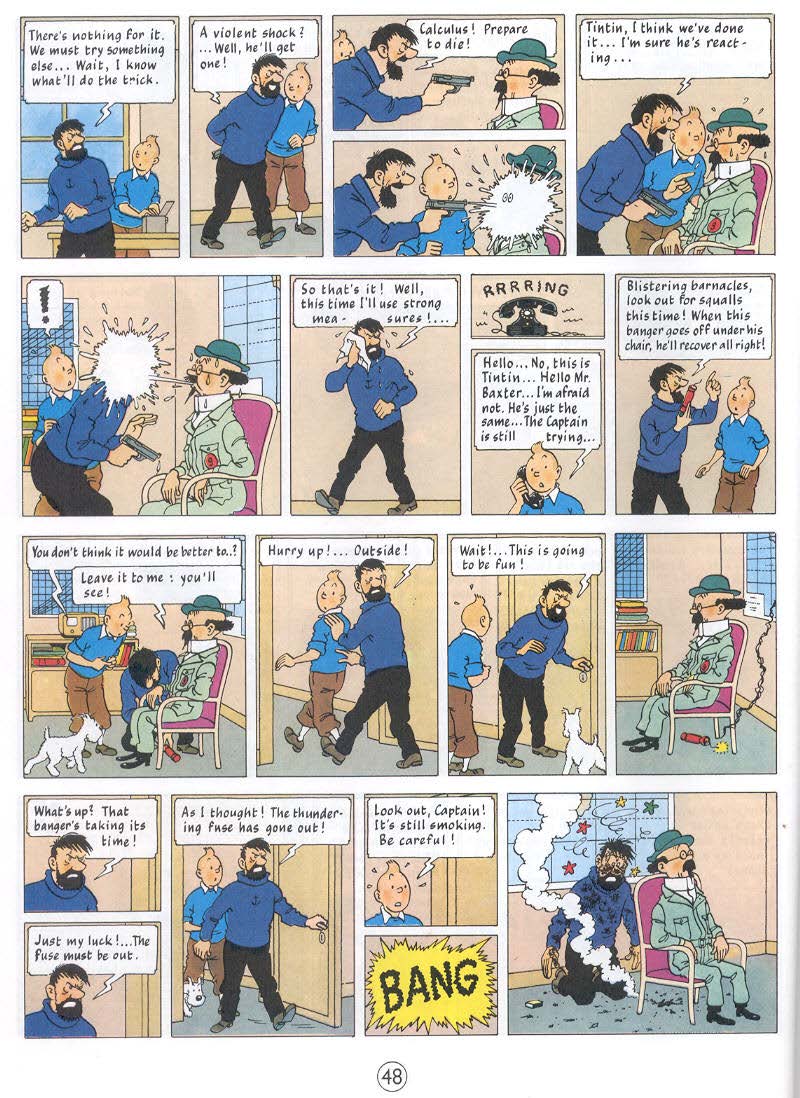 There's nothing for it.
We must try something
else... Wait, I know
what'll do the trick.
A violent shock?
...Well, he'll get
one!
Calculus! Prepare
to die!
Tintin, I think we've done
it... I'm sure he's react-
ing...
!
So that's it! Well,
this time I'll use strong
mea- sures!...
RRRRING
Hello... No, this is
Tintin... Hello Mr.
Baxter... I'm afraid
not. He's just the
same... The Captain
is still trying...
Blistering barnacles,
look out for squalls
this time! When this
banger goes off under his
chair, he'll recover all right!
You don't think it would be better to..?
Leave it to me: you'll
see!
Hurry up!... Outside!
Wait!... This is going
to be fun!
What's up? That
banger's taking its
time!
Just my luck!...The
fuse must be out.
As I thought! The thunder-
ing fuse has gone out!
Look out, Captain!
It's still smoking.
Be careful!
BANG
48